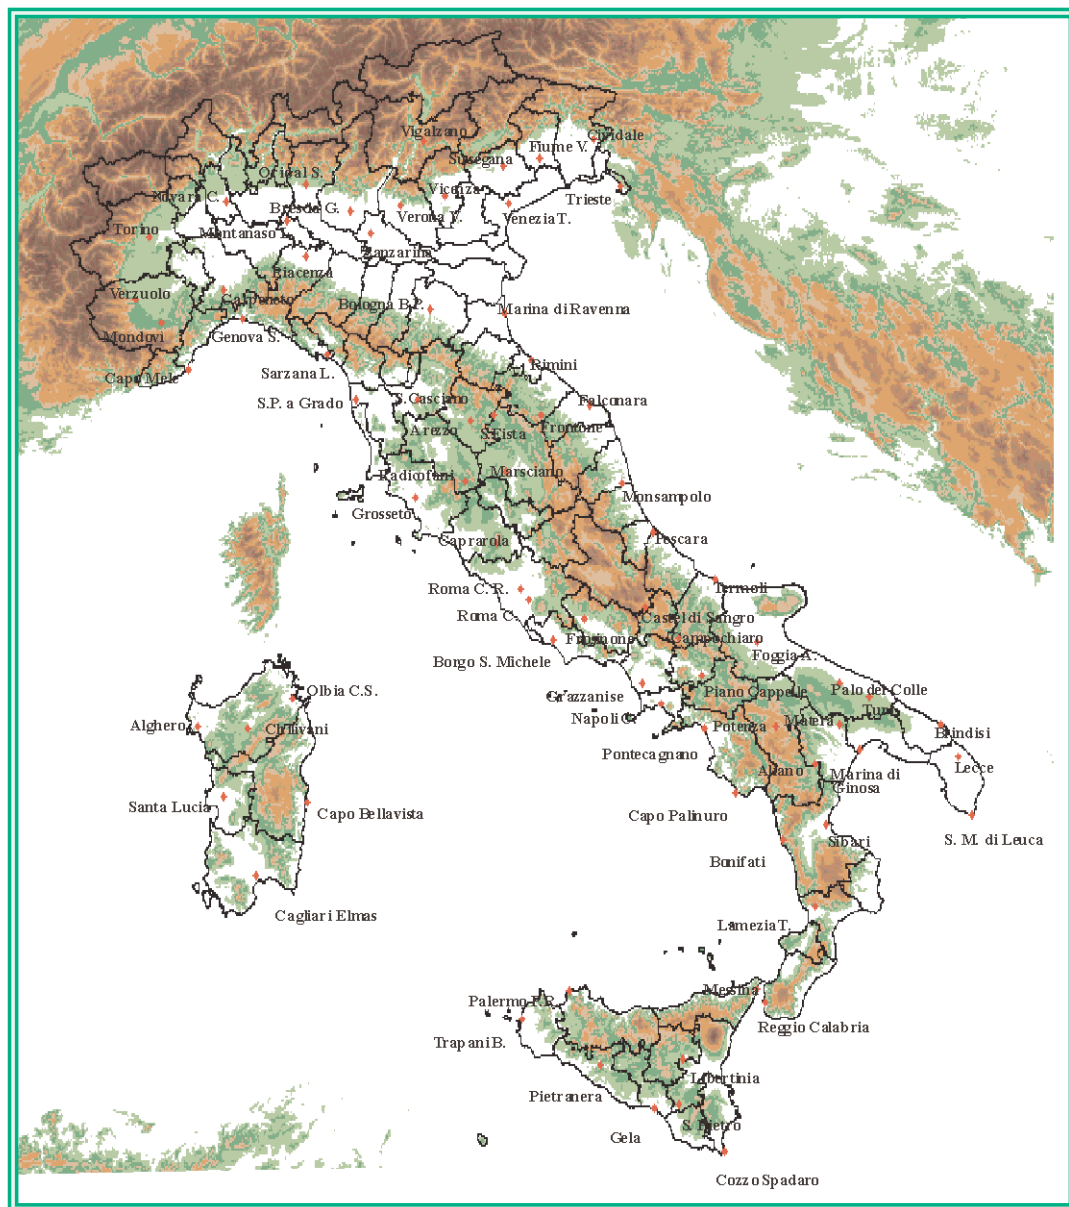 Vigalzano
Cividale
Fiume V.
Susegana
Vicenza
Novara C.
Brescia G.
Verona V.
Venezia T.
Trieste
Torino
Montanaso L.
Zanzarina
Piacenza
Verzuolo
Carpeneto
Bologna B.P.
Marina di Ravenna
Mondovi
Genova S.
Capo Mele
Sarzana L.
Rimini
S.P. a Grado
S.Casciano
Falconara
Arezzo
S.Fista
Frontone
Radicofani
Marsciano
Monsampolo
Grosseto
Caprarola
Pescara
Roma C. R.
Termoli
Roma C.
Castel di Sangro
Frosinone
Campochiaro
Foggia A.
Borgo S. Michele
Olbia C.S.
Grazzanise
Piano Cappelle
Palo del Colle
Turi
Alghero
Chilivani
Napoli C.
Potenza
Matera
Brindisi
Pontecagnano
Aliano
Marina di
Ginosa
Lecce
Santa Lucia
Capo Bellavista
Capo Palinuro
Sibari
S. M. di Leuca
Bonifati
Cagliari Elmas
Lamezia T.
Messina
Palermo P.R.
Reggio Calabria
Trapani B.
Libertinia
Pietranera
S. Pietro
Gela
Cozzo Spadaro